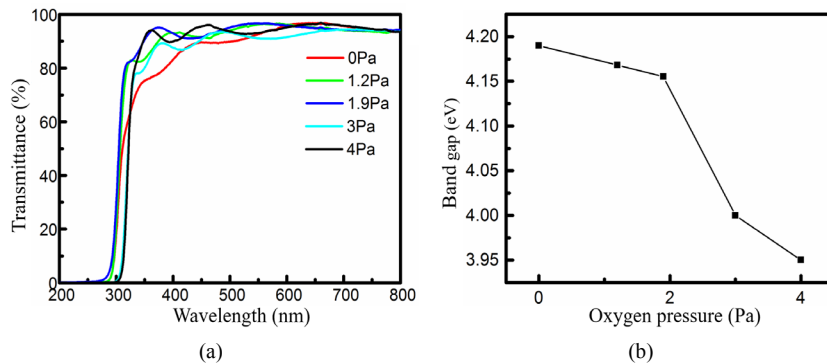 100
80
60
40
20
0
200
300
400
500
600
700
800
Transmittance (%)
Wavelength (nm)
0Pa
1.2Pa
1.9Pa
3Pa
4Pa
(a)
4.20
4.15
4.10
4.05
4.00
3.95
0
2
4
Band gap (eV)
Oxygen pressure (Pa)
(b)